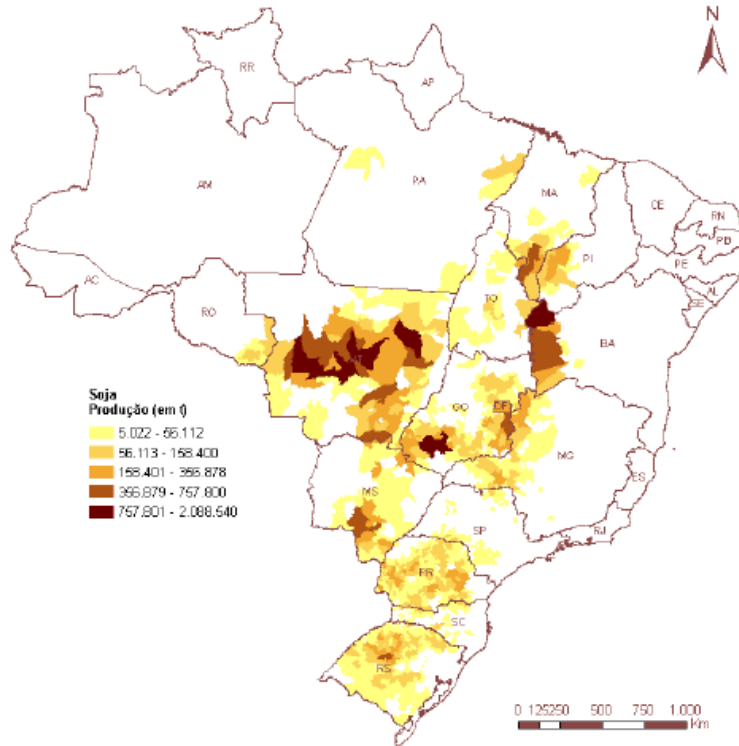 N
RR
AP
AM
PA
MA
CE
RN
PB
PI
PE
AC
AL
SE
TO
RO
BA
MT
Soja
Produção (em t)
GO
DF
5.022 - 56.112
56.113 - 158.400
MG
158.401 - 356.878
ES
356.879 - 757.800
MS
757.801 - 2.088.540
SP
RJ
PR
SC
RS
0 125250 500 750 1.000
Km